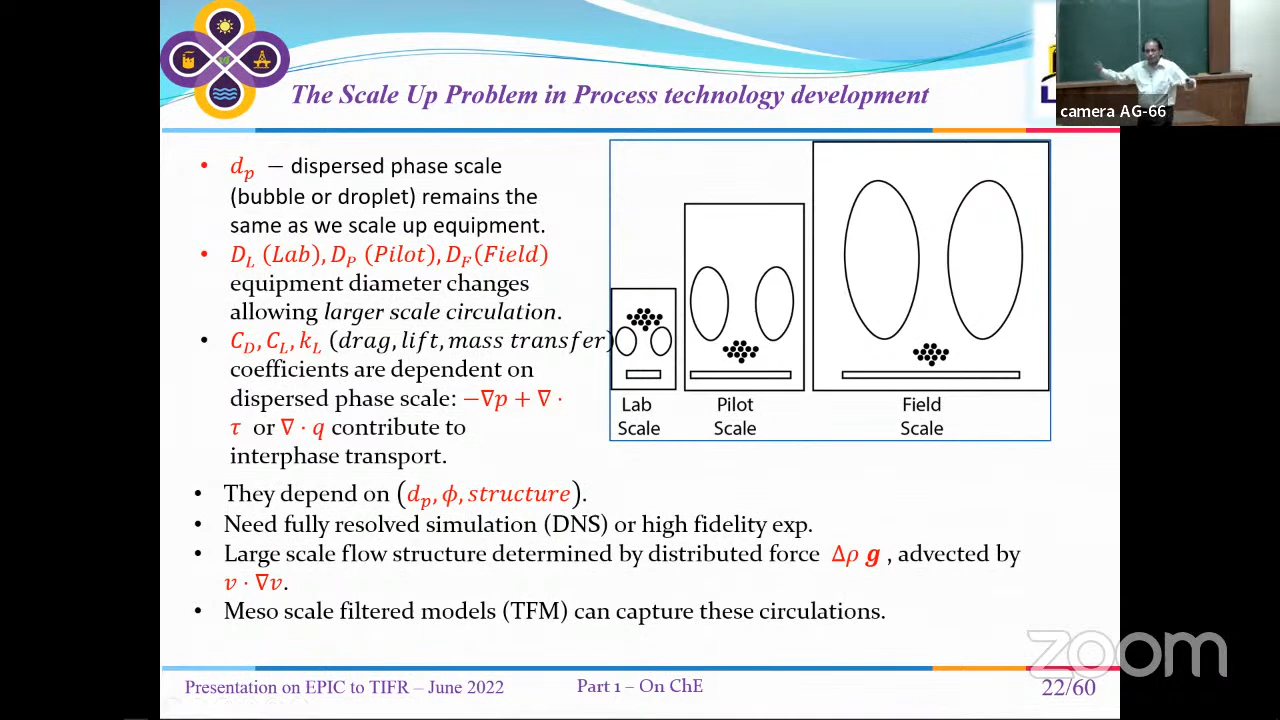 The Scale Up Problem in Process technology development
camera AG-66
• d_p − dispersed phase scale
(bubble or droplet) remains the
same as we scale up equipment.
• D_L (Lab), D_P (Pilot), D_F(Field)
equipment diameter changes
allowing larger scale circulation.
• C_D, C_L, k_L (drag, lift, mass transfer)
coefficients are dependent on
dispersed phase scale: −∇p + ∇ ·
τ or ∇ · q contribute to
interphase transport.
• They depend on (d_p, ϕ, structure).
• Need fully resolved simulation (DNS) or high fidelity exp.
• Large scale flow structure determined by distributed force Δρ g , advected by
v · ∇v.
• Meso scale filtered models (TFM) can capture these circulations.
Lab
Scale
Pilot
Scale
Field
Scale
zoom
Presentation on EPIC to TIFR – June 2022
Part 1 – On ChE
22/60